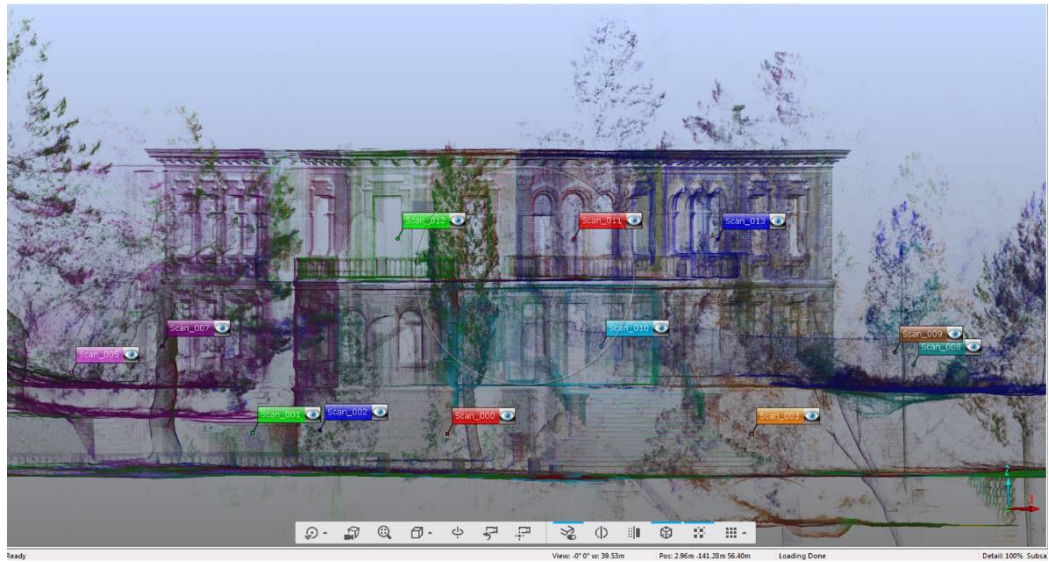 Scan_012
Scan_011
Scan_013
Scan_007
Scan_010
Scan_009
Scan_005
Scan_008
Scan_001
Scan_002
Scan_000
Scan_003
Z
Ready
View: -0° 0° w: 39.53m
Pos: 2.96m -141.28m 56.40m
Loading Done
Detail: 100% Subsa